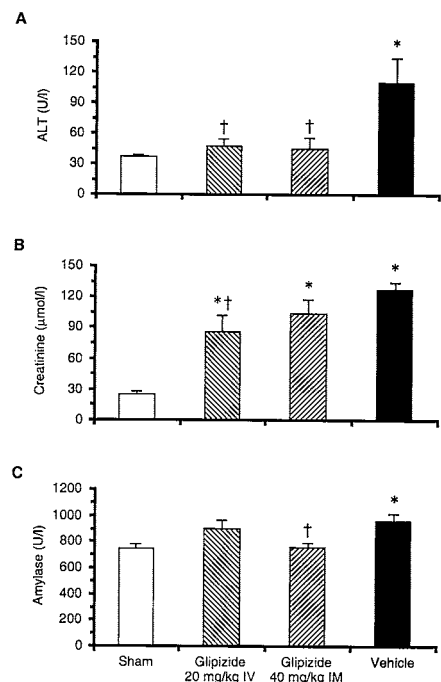 A
ALT (U/l)
150
120
90
60
30
0
†
†
*
B
Creatinine (μmol/l)
150
120
90
60
30
0
*†
*
*
C
Amylase (U/l)
1200
1000
800
600
400
200
0
†
*
Sham
Glipizide
20 mg/kg IV
Glipizide
40 mg/kg IM
Vehicle